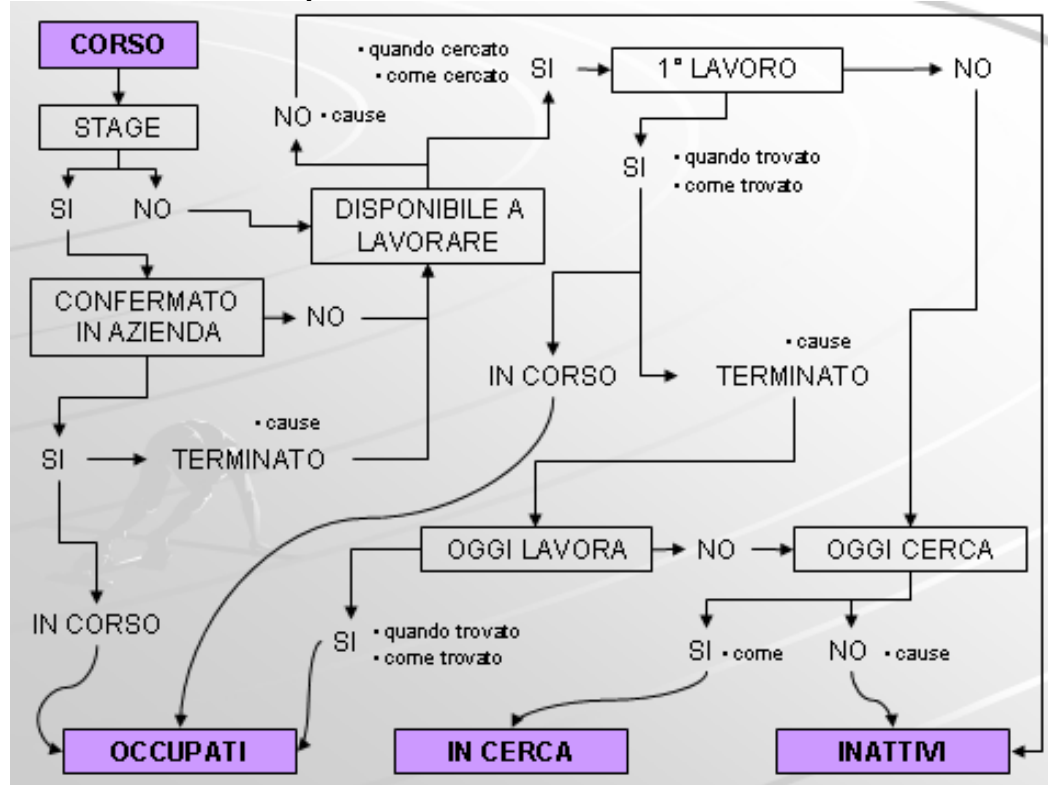 CORSO
• quando cercato
• come cercato
SI
1° LAVORO
NO
STAGE
NO • cause
SI
• quando trovato
• come trovato
SI
NO
DISPONIBILE A
LAVORARE
CONFERMATO
IN AZIENDA
NO
• cause
IN CORSO
TERMINATO
• cause
SI
TERMINATO
OGGI LAVORA
NO
OGGI CERCA
IN CORSO
SI
• quando trovato
• come trovato
SI • come
NO • cause
OCCUPATI
IN CERCA
INATTIVI